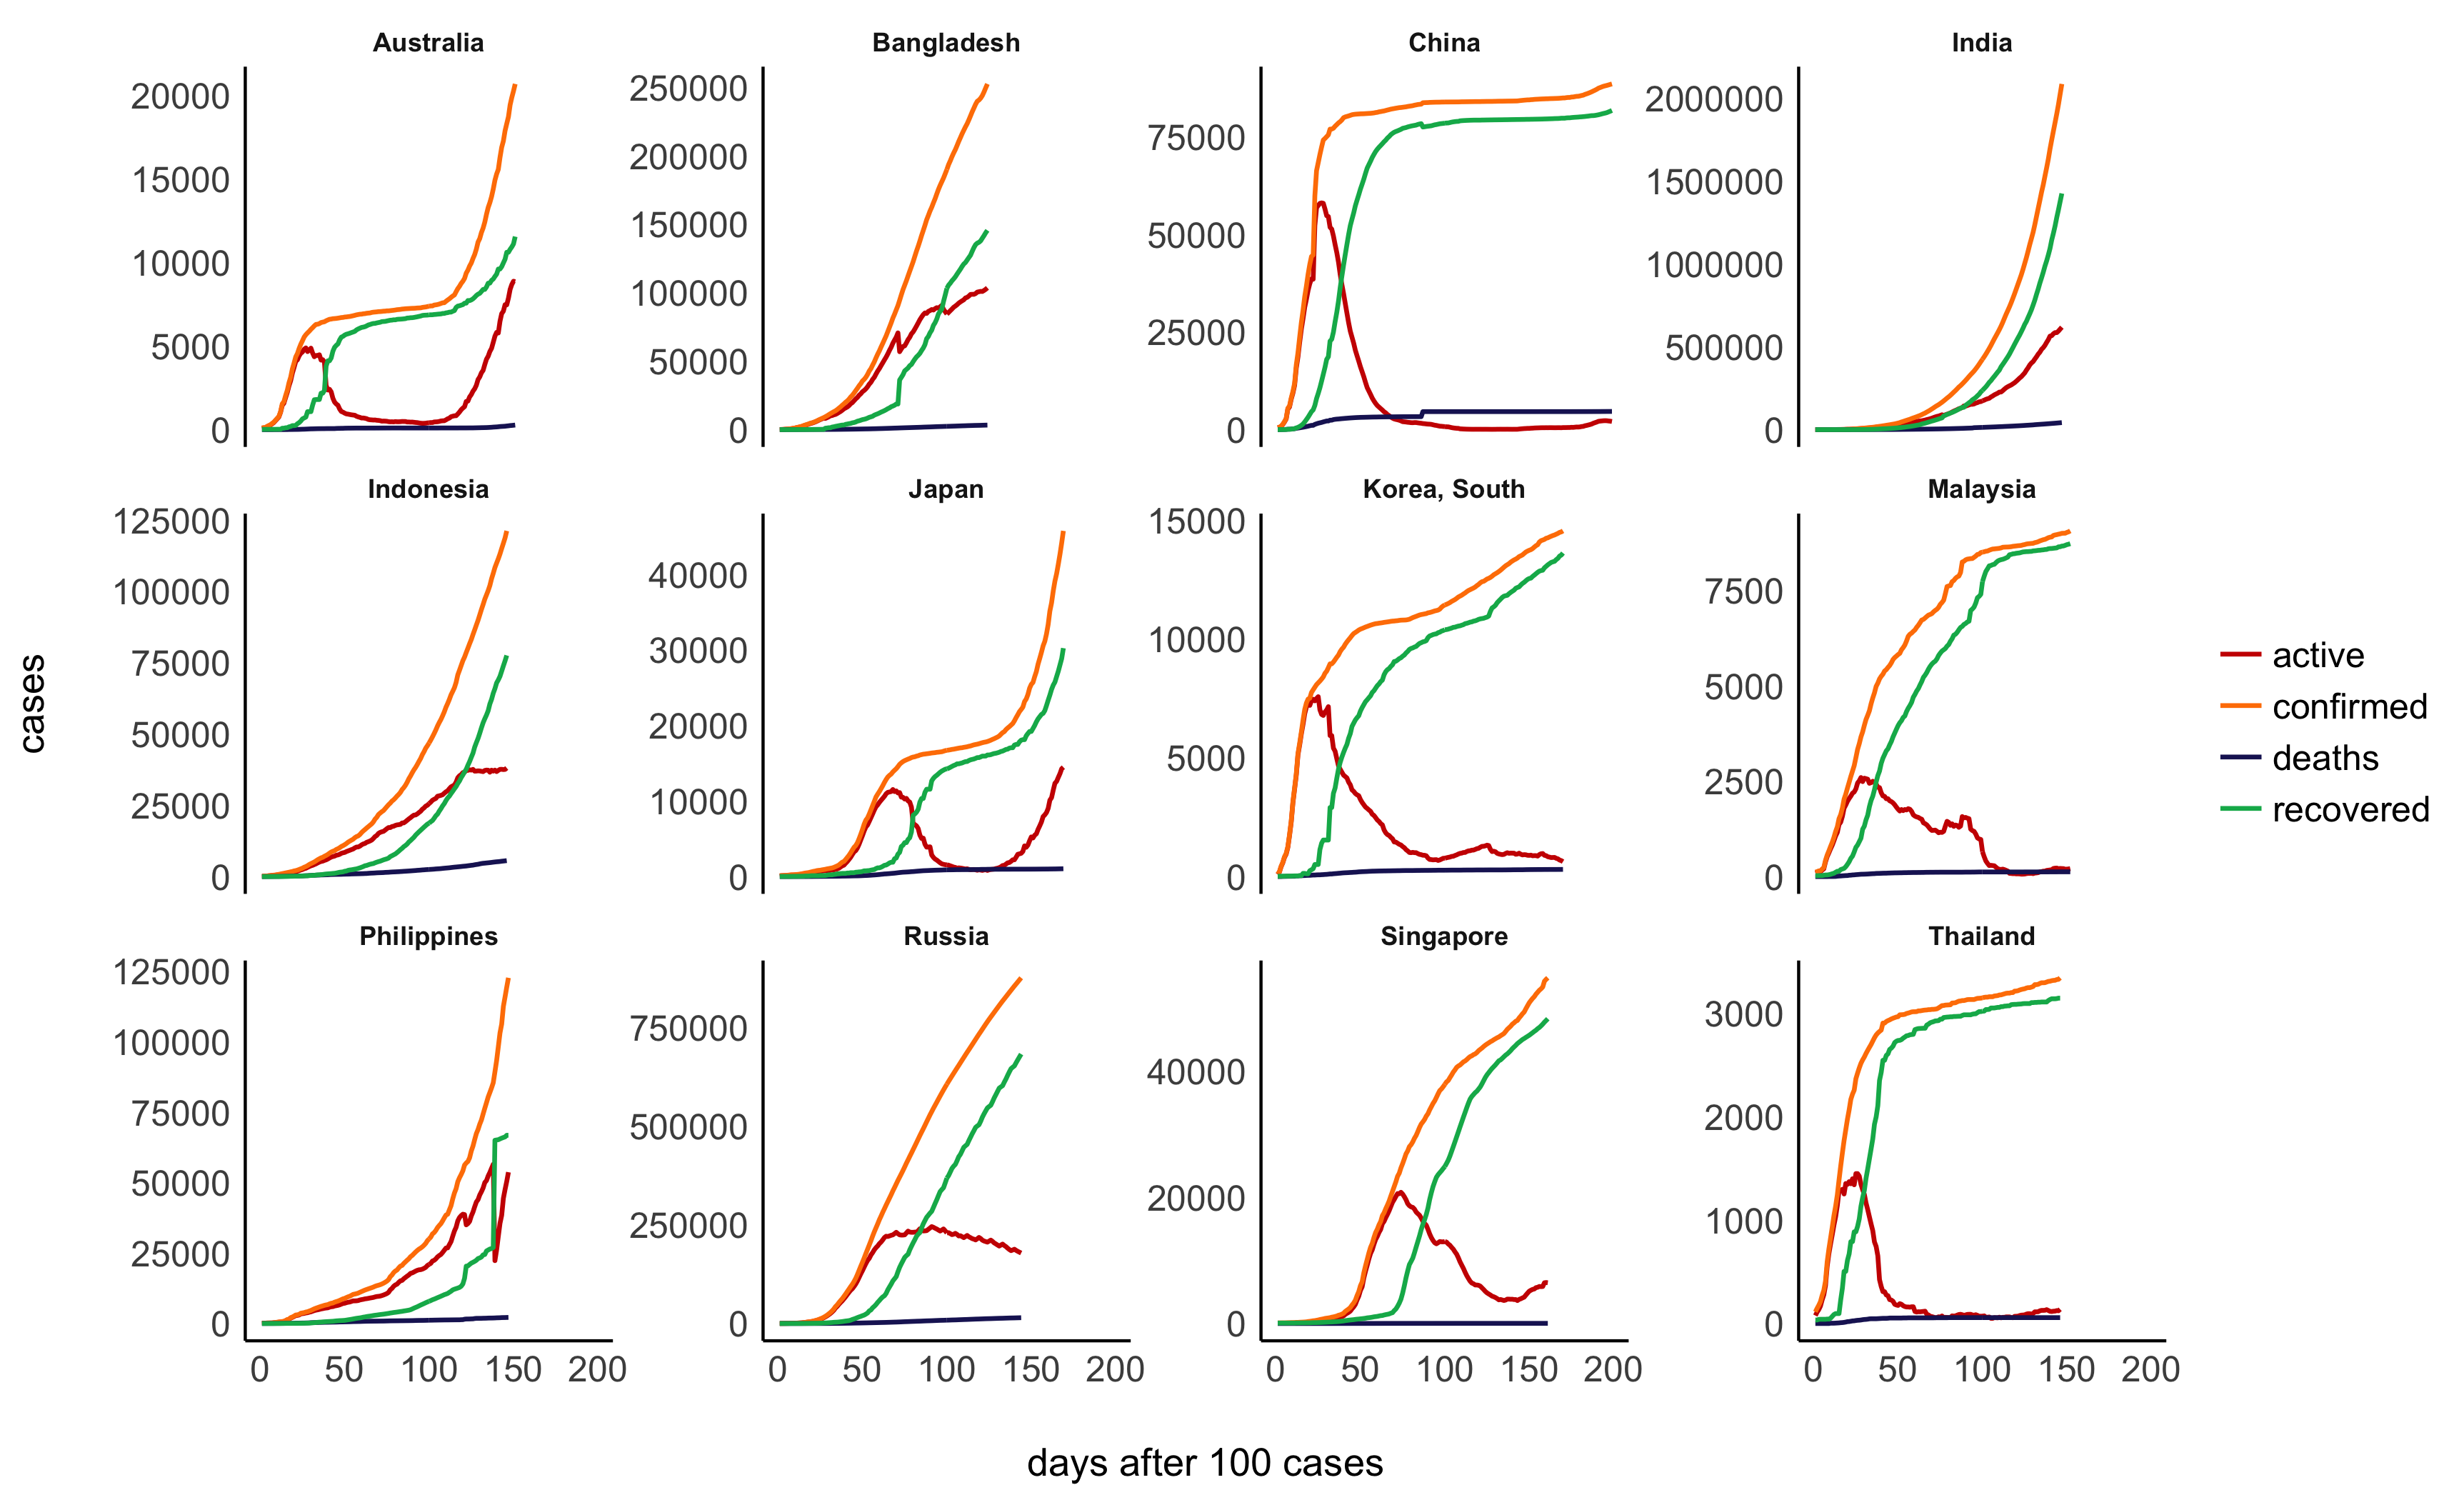 Australia
Bangladesh
China
India
20000
15000
10000
5000
0
250000
200000
150000
100000
50000
0
75000
50000
25000
0
2000000
1500000
1000000
500000
0
Indonesia
Japan
Korea, South
Malaysia
125000
100000
75000
50000
25000
0
40000
30000
20000
10000
0
15000
10000
5000
0
7500
5000
2500
0
Philippines
Russia
Singapore
Thailand
125000
100000
75000
50000
25000
0
750000
500000
250000
0
40000
20000
0
3000
2000
1000
0
0 50 100 150 200
0 50 100 150 200
0 50 100 150 200
0 50 100 150 200
cases
days after 100 cases
active
confirmed
deaths
recovered